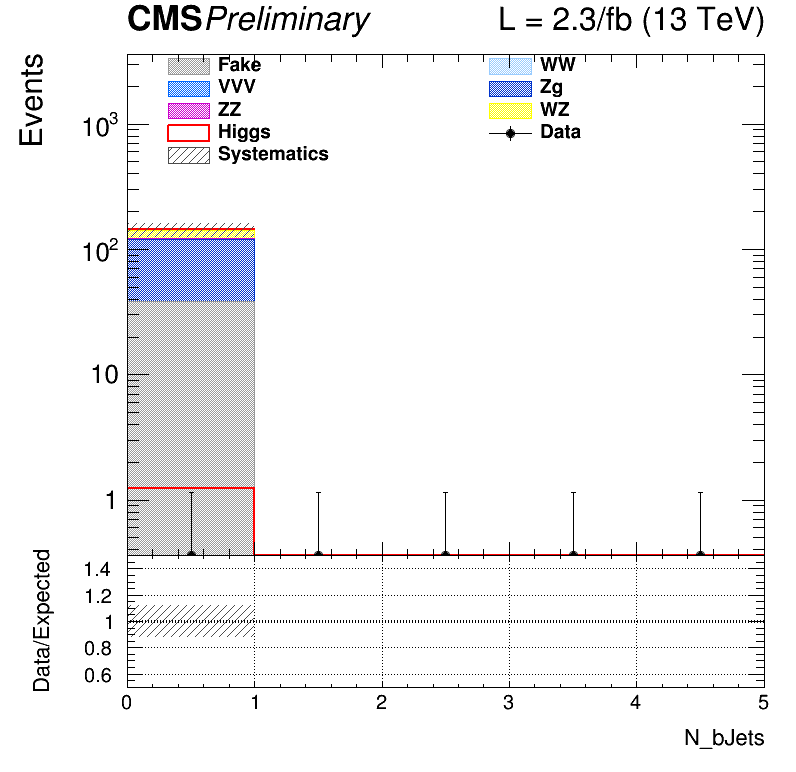 CMS Preliminary L = 2.3/fb (13 TeV)
Events
Fake WW
VVV Zg
ZZ WZ
Higgs Data
Systematics
10³
10²
10
1
Data/Expected
1.4
1.2
1
0.8
0.6
0 1 2 3 4 5
N_bJets